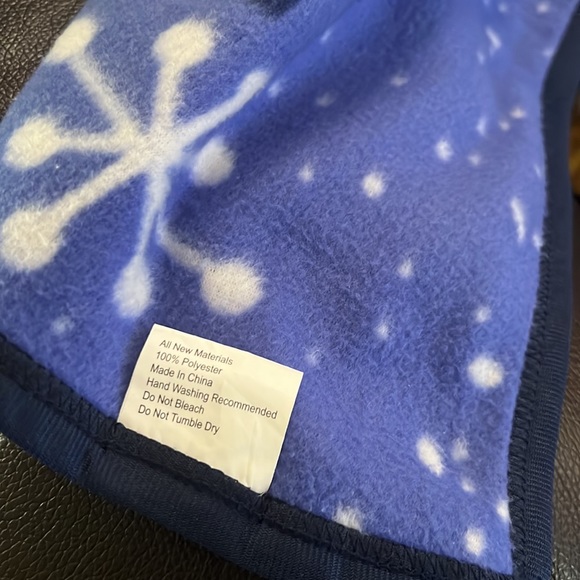 All New Materials
100% Polyester
Made In China
Hand Washing Recommended
Do Not Bleach
Do Not Tumble Dry